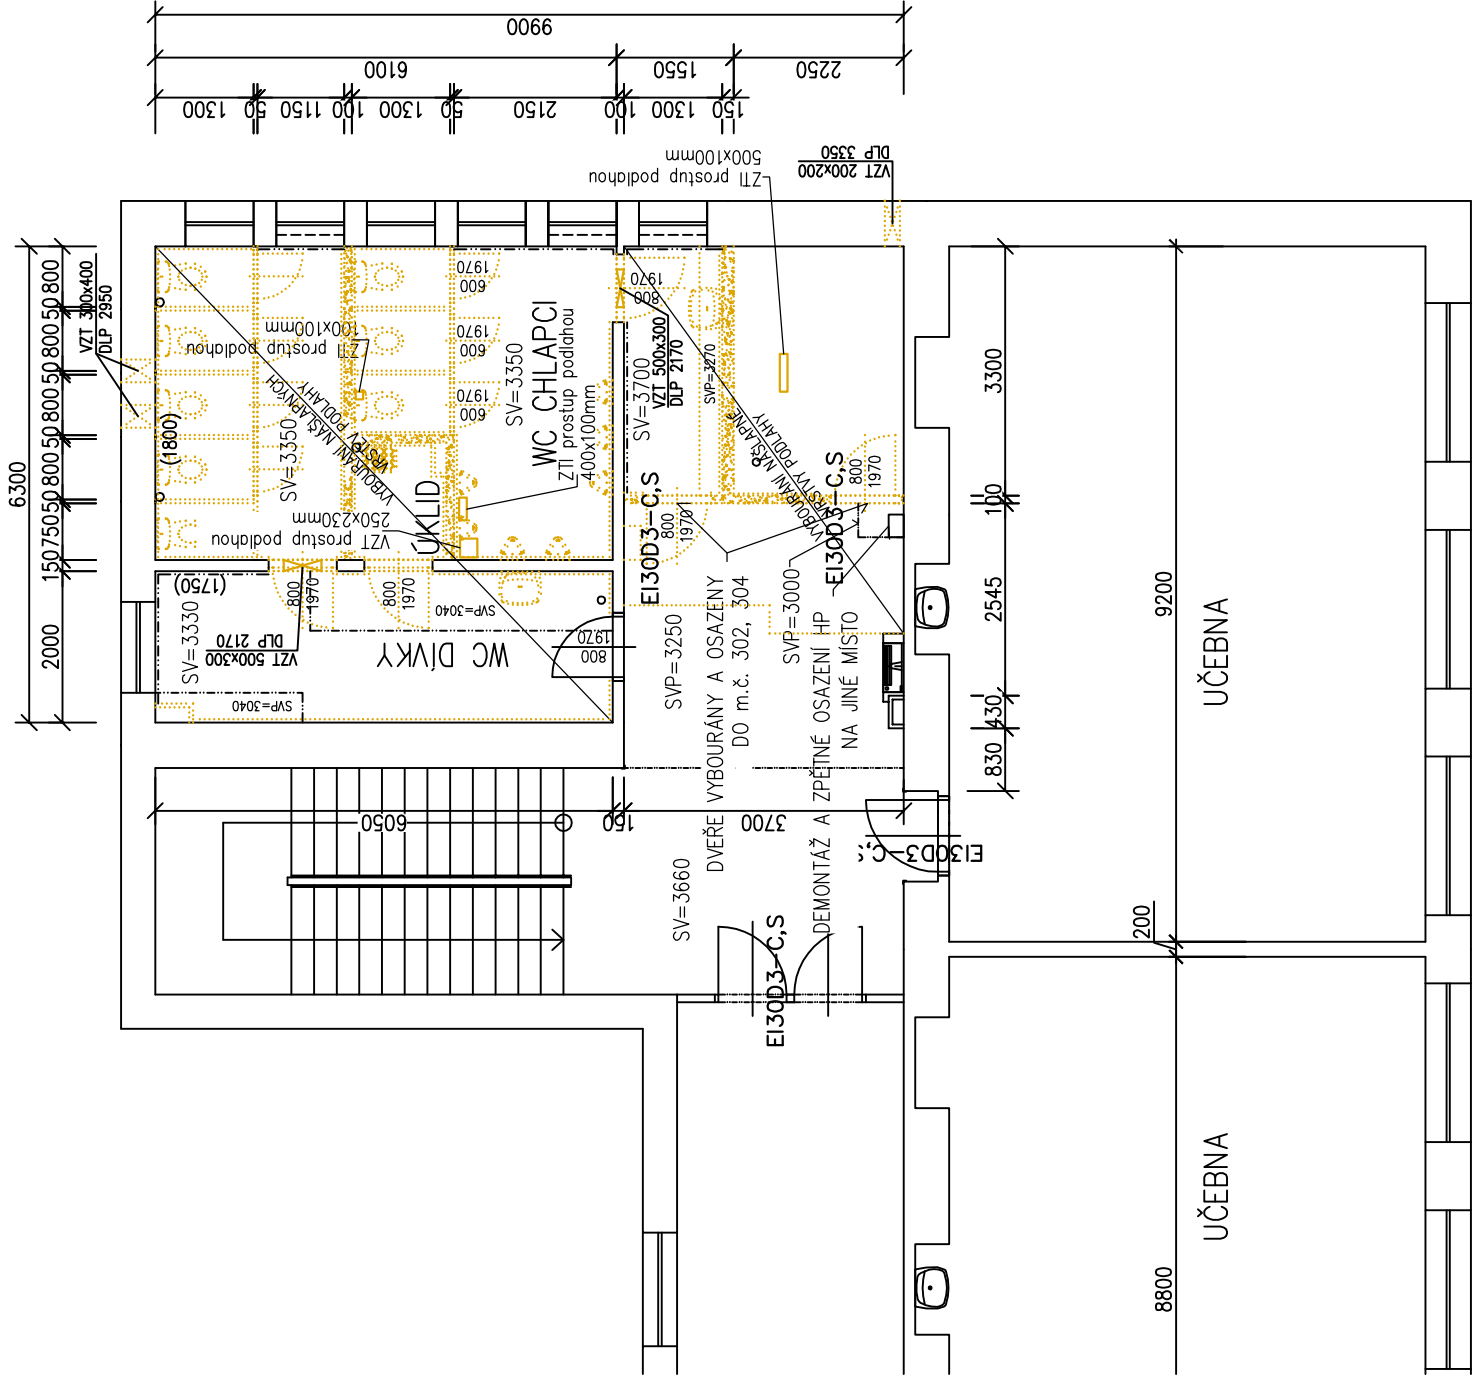 9900
6100
1550
2250
1300
50
1150
100
1300
50
2150
100
1300
150
ZTI prostup podlahou
500x100mm
VZT 200x200
DLP 3350
6300
800
50
800
50
800
50
800
50
750
150
2000
VZT 300x400
DLP 2950
(1800)
SV=3350
ZTI prostup podlahou
100x100mm
VYBOURÁNÍ NÁŠLAPNÝCH
VRSTEV PODLAHY
600
1970
600
1970
600
1970
SV=3350
WC CHLAPCI
ZTI prostup podlahou
400x100mm
ÚKLID
VZT prostup podlahou
250x230mm
800
1970
SV=3700
VZT 500x300
DLP 2170
SVP=3270
VYBOURÁNÍ NÁŠLAPNÉ
VRSTVY PODLAHY
EI30D3-C,S
800
1970
EI30D3-C,S
800
1970
(1750)
SV=3330
VZT 500x300
DLP 2170
800
1970
800
1970
SVP=3040
WC DÍVKY
SVP=3040
800
1970
SVP=3250
DVEŘE VYBOURÁNY A OSAZENY
DO m.č. 302, 304
SVP=3000
DEMONTÁŽ A ZPĚTNÉ OSAZENÍ HP
NA JINÉ MÍSTO
3300
100
2545
430
830
9200
UČEBNA
6050
150
3700
SV=3660
EI30D3-C,S
EI30D3-C,S
200
UČEBNA
8800